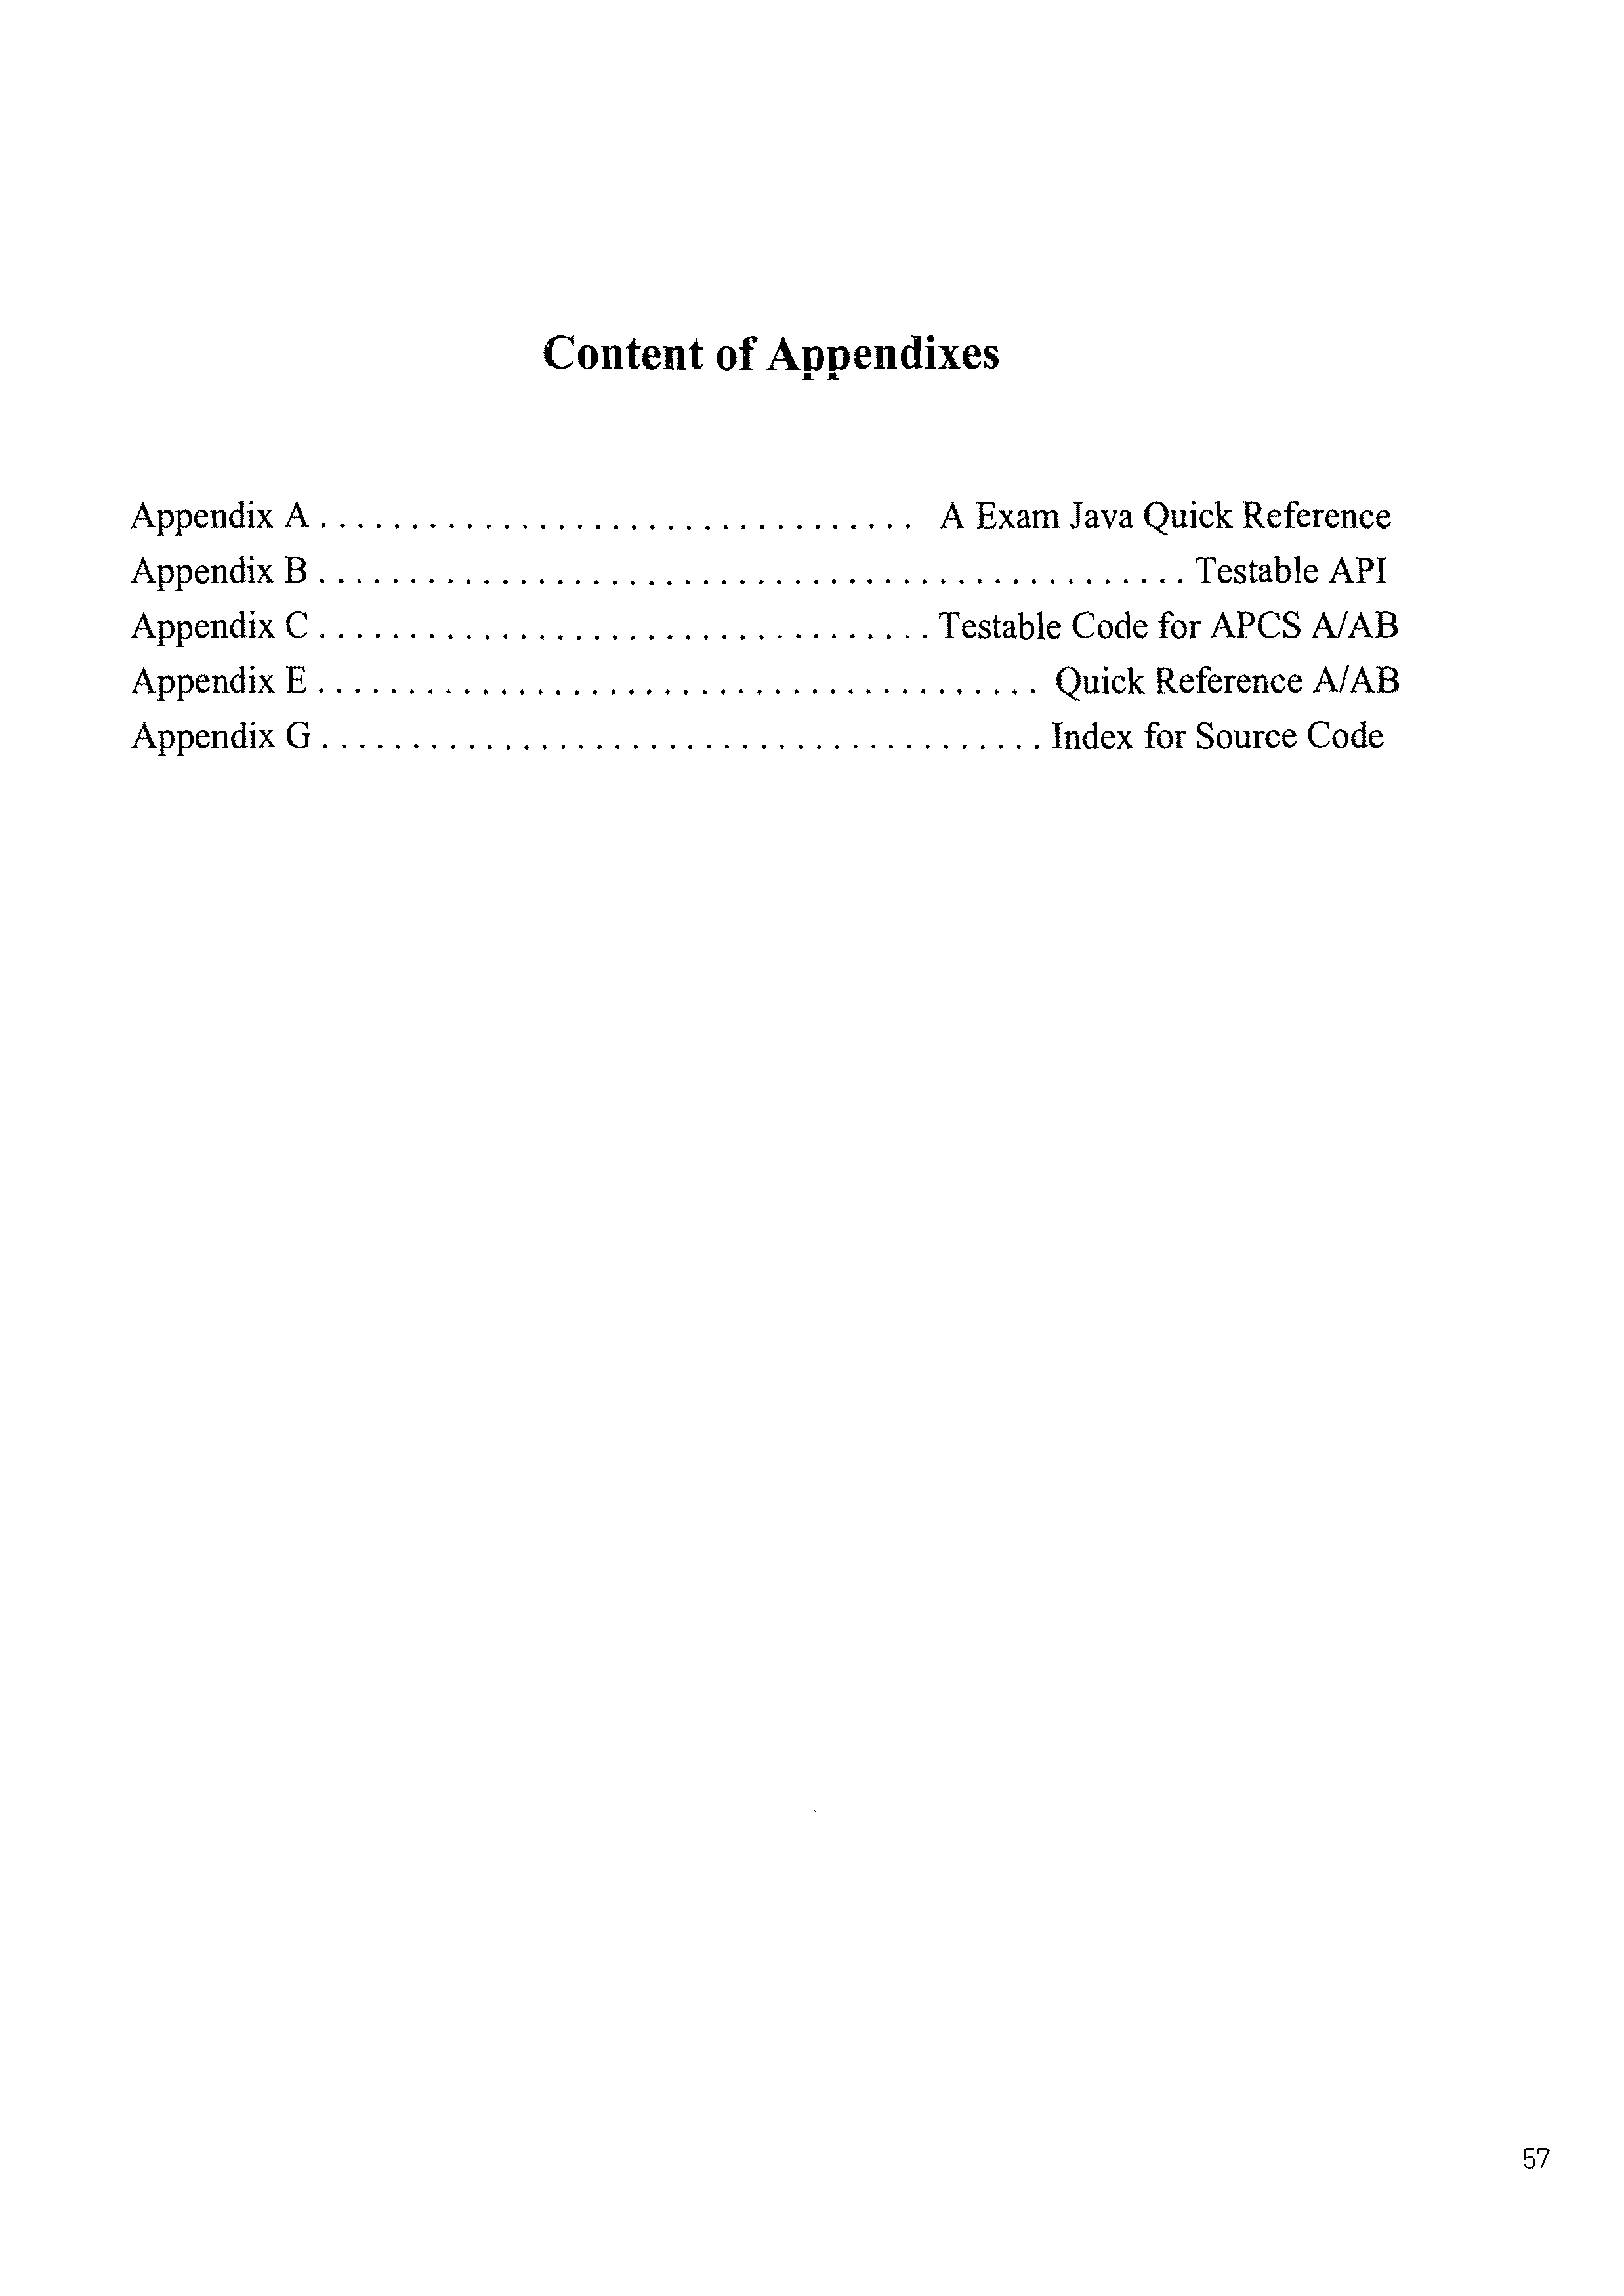 Content of Appendixes
Appendix A . . . . . . . . . . . . . . . . . . . . . . . . . . . . . . . . . A Exam Java Quick Reference
Appendix B . . . . . . . . . . . . . . . . . . . . . . . . . . . . . . . . . . . . . . . . . . . . . . . . Testable API
Appendix C . . . . . . . . . . . . . . . . . . . . . . . . . . . . . . . . . . Testable Code for APCS A/AB
Appendix E . . . . . . . . . . . . . . . . . . . . . . . . . . . . . . . . . . . . . . . . Quick Reference A/AB
Appendix G . . . . . . . . . . . . . . . . . . . . . . . . . . . . . . . . . . . . . . . . Index for Source Code
57